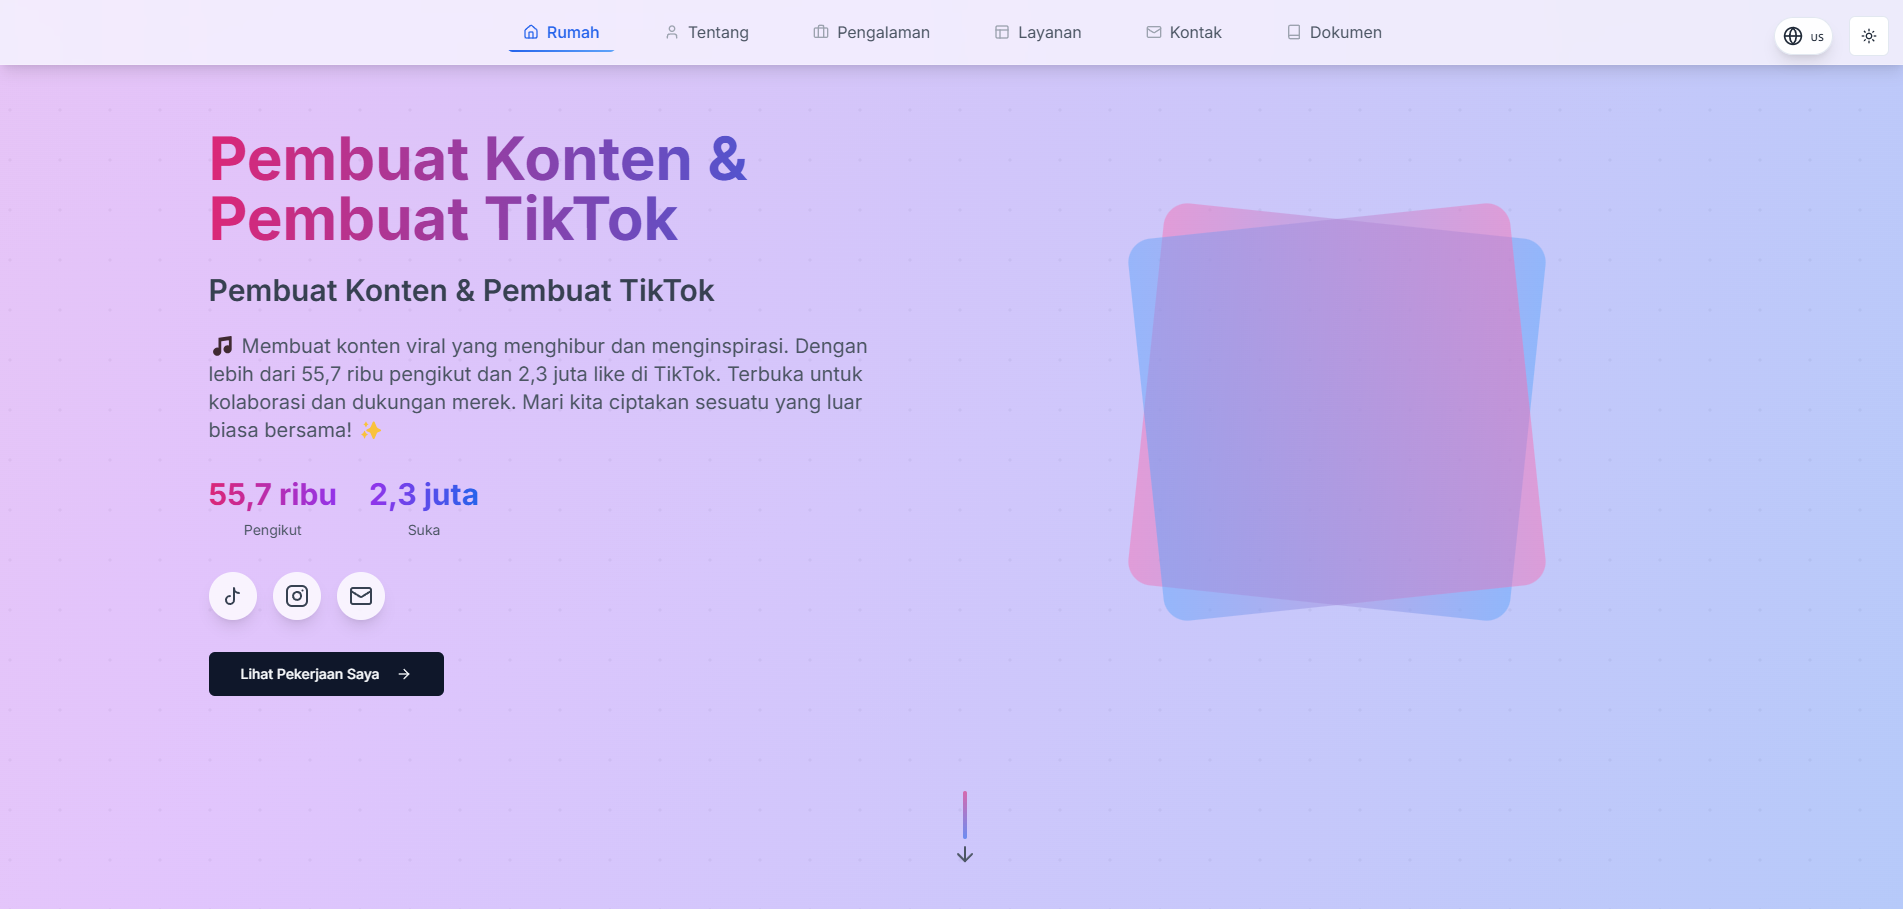 Rumah
Tentang
Pengalaman
Layanan
Kontak
Dokumen
US
Pembuat Konten &
Pembuat TikTok
Pembuat Konten & Pembuat TikTok
🎵 Membuat konten viral yang menghibur dan menginspirasi. Dengan
lebih dari 55,7 ribu pengikut dan 2,3 juta like di TikTok. Terbuka untuk
kolaborasi dan dukungan merek. Mari kita ciptakan sesuatu yang luar
biasa bersama! ✨
55,7 ribu
Pengikut
2,3 juta
Suka
Lihat Pekerjaan Saya